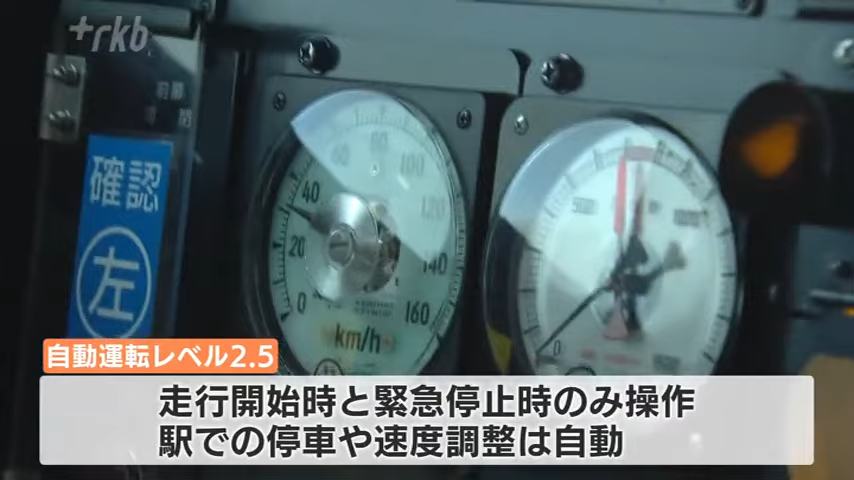 rkb
確認
左
60
80
100
40
120
20
140
0
160
km/h
5000
0
自動運転レベル2.5
走行開始時と緊急停止時のみ操作
駅での停車や速度調整は自動